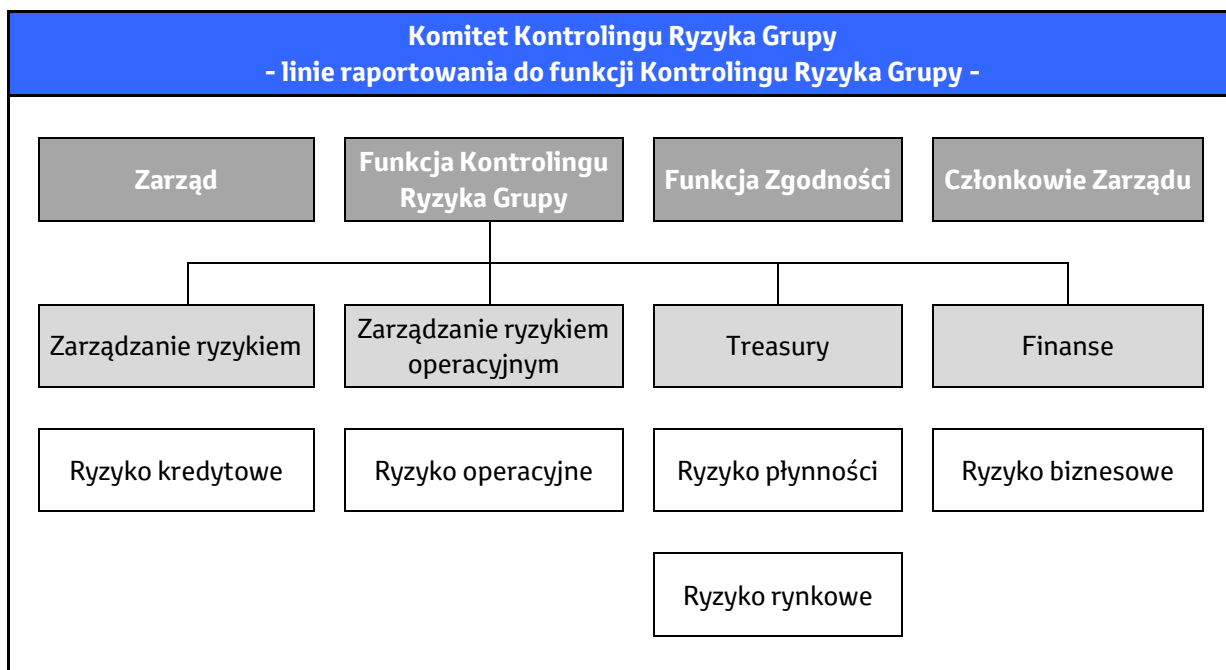 Komitet Kontrolingu Ryzyka Grupy
- linie raportowania do funkcji Kontrolingu Ryzyka Grupy -
Zarząd
Funkcja Kontrolingu
Ryzyka Grupy
Funkcja Zgodności
Członkowie Zarządu
Zarządzanie ryzykiem
Zarządzanie ryzykiem
operacyjnym
Treasury
Finanse
Ryzyko kredytowe
Ryzyko operacyjne
Ryzyko płynności
Ryzyko biznesowe
Ryzyko rynkowe